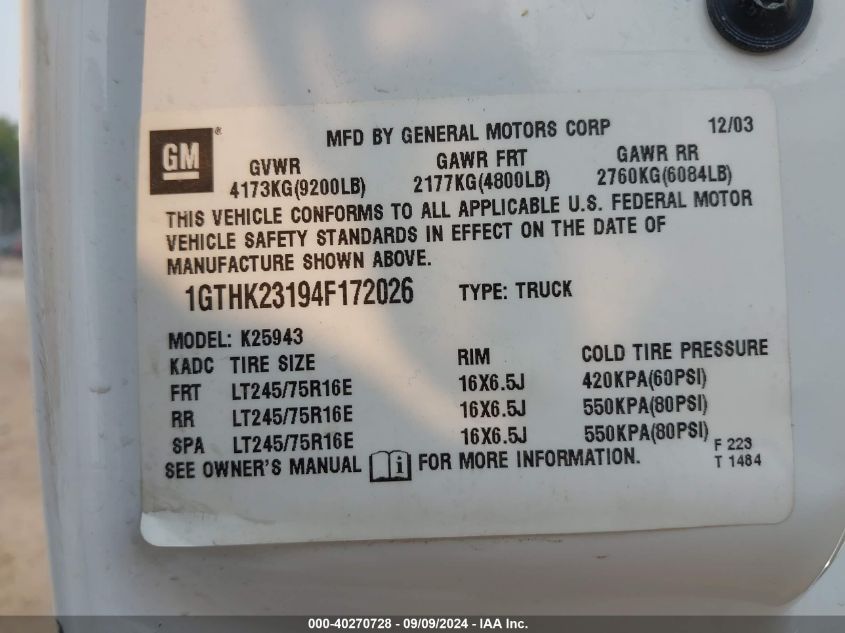 GM ® MFD BY GENERAL MOTORS CORP 12/03
GVWR GAWR FRT GAWR RR
4173KG(9200LB) 2177KG(4800LB) 2760KG(6084LB)
THIS VEHICLE CONFORMS TO ALL APPLICABLE U.S. FEDERAL MOTOR
VEHICLE SAFETY STANDARDS IN EFFECT ON THE DATE OF
MANUFACTURE SHOWN ABOVE.
1GTHK23194F172026 TYPE: TRUCK
MODEL: K25943
KADC TIRE SIZE RIM COLD TIRE PRESSURE
FRT LT245/75R16E 16X6.5J 420KPA(60PSI)
RR LT245/75R16E 16X6.5J 550KPA(80PSI)
SPA LT245/75R16E 16X6.5J 550KPA(80PSI)
SEE OWNER'S MANUAL i FOR MORE INFORMATION.
F 223
T 1484
000-40270728 - 09/09/2024 - IAA Inc.